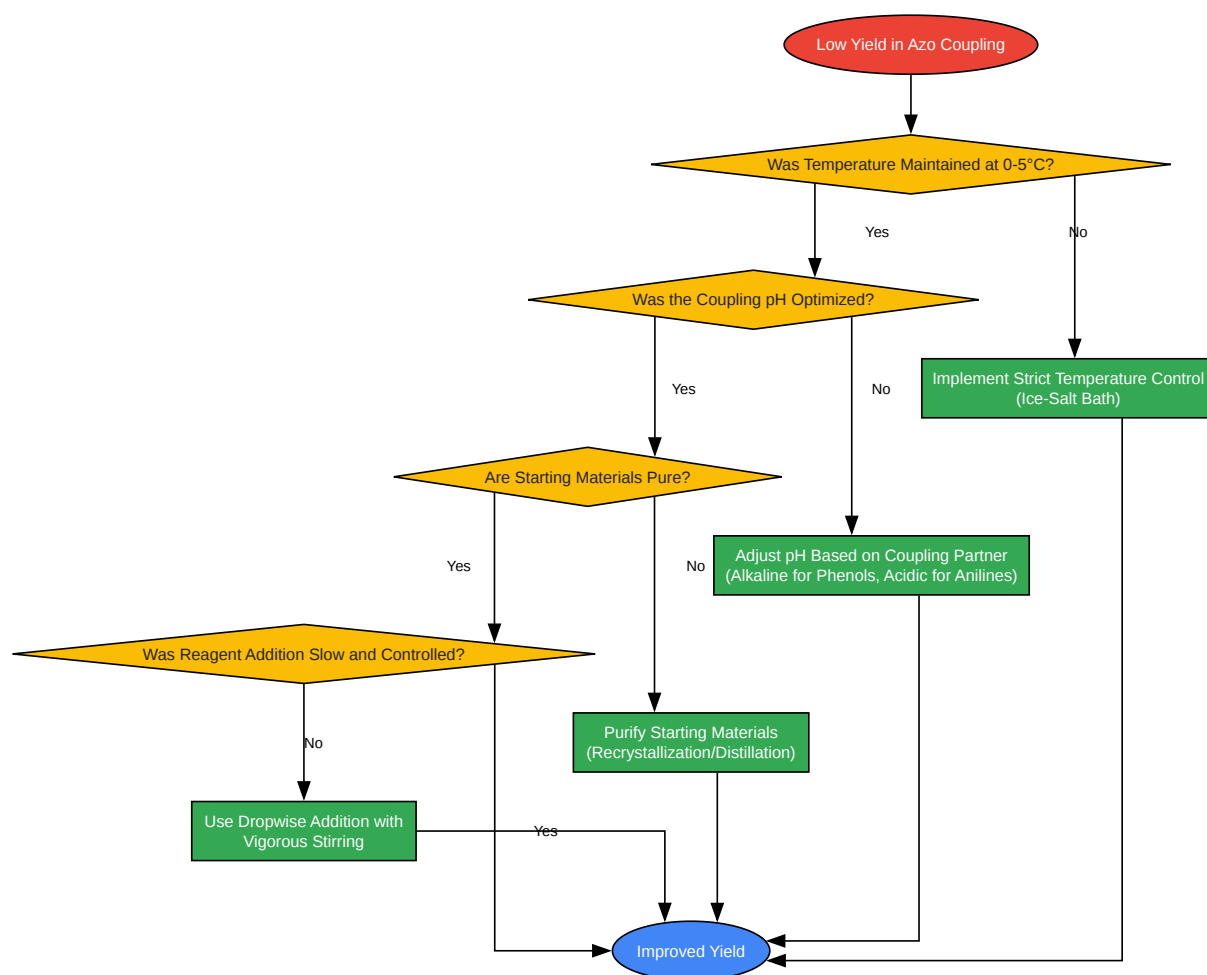 Low Yield in Azo Coupling
Was Temperature Maintained at 0-5°C?
Yes
No
Was the Coupling pH Optimized?
Implement Strict Temperature Control
(Ice-Salt Bath)
Yes
No
Are Starting Materials Pure?
Adjust pH Based on Coupling Partner
(Alkaline for Phenols, Acidic for Anilines)
Yes
No
Was Reagent Addition Slow and Controlled?
Purify Starting Materials
(Recrystallization/Distillation)
No
Use Dropwise Addition with
Vigorous Stirring
Yes
Improved Yield